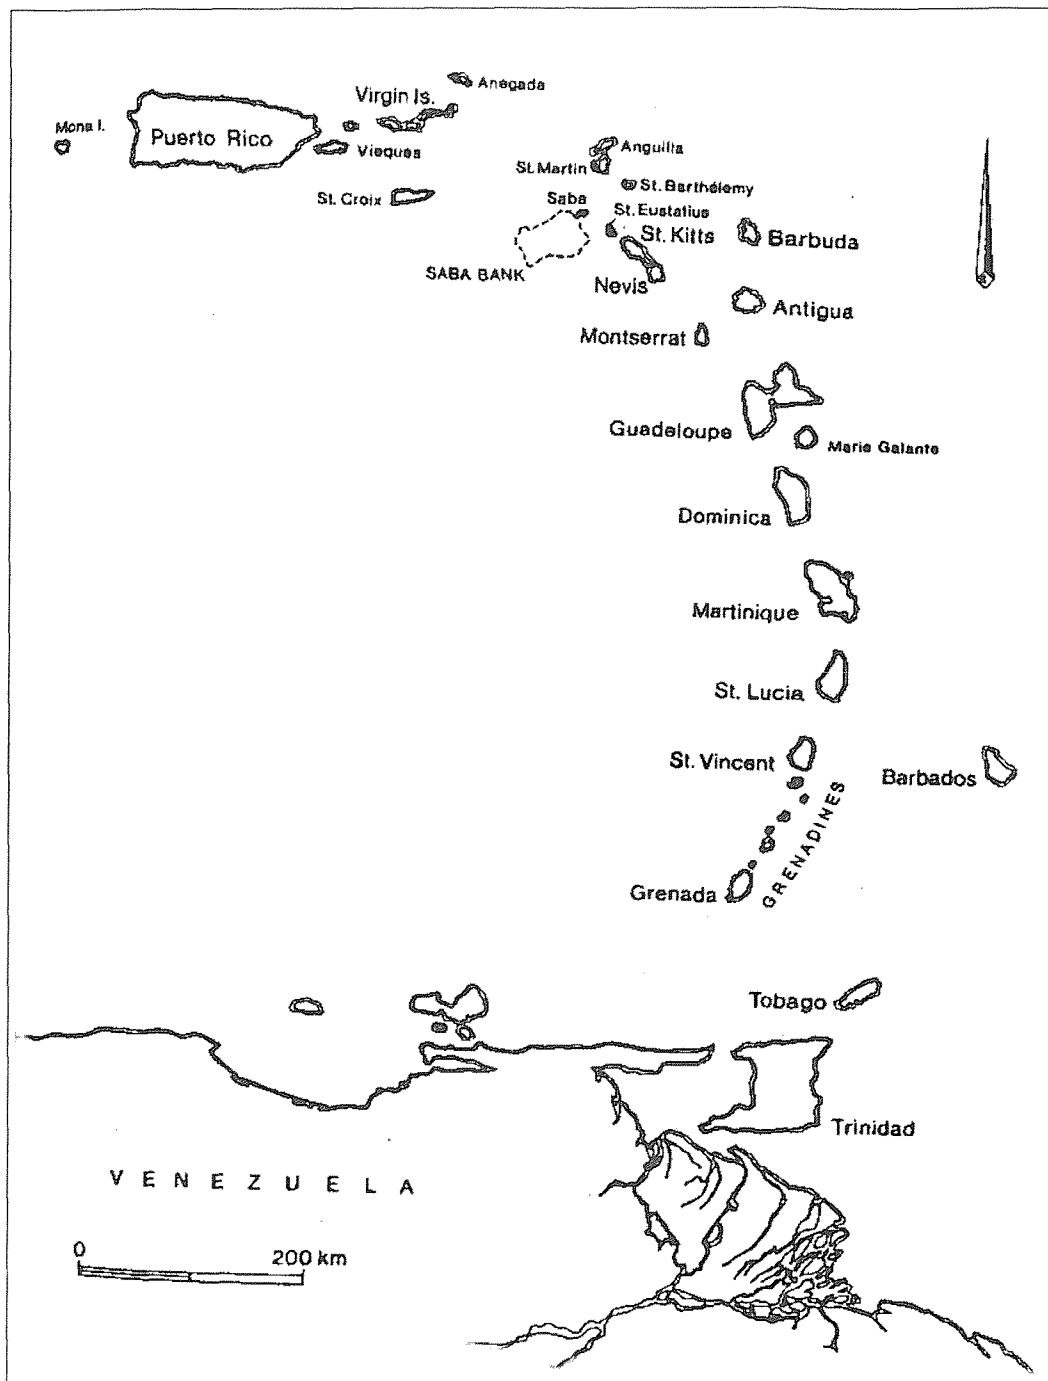 Anegada
Virgin Is.
Mona I.
Puerto Rico
Vieques
Anguilla
St. Martin
St. Barthélemy
St. Croix
Saba
St. Eustatius
St. Kitts
Barbuda
SABA BANK
Nevis
Antigua
Montserrat
Guadeloupe
Marie Galante
Dominica
Martinique
St. Lucia
St. Vincent
Barbados
GRENADINES
Grenada
Tobago
Trinidad
VENEZUELA
0 200 km